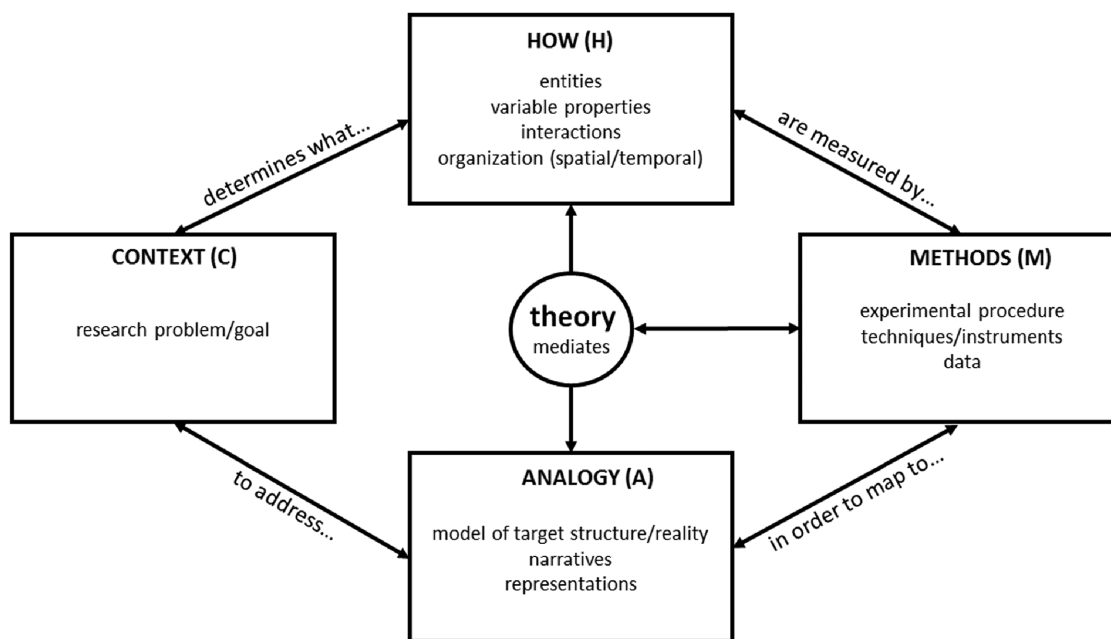 HOW (H)
entities
variable properties
interactions
organization (spatial/temporal)
determines what...
are measured by...
CONTEXT (C)
research problem/goal
theory
mediates
METHODS (M)
experimental procedure
techniques/instruments
data
to address...
in order to map to...
ANALOGY (A)
model of target structure/reality
narratives
representations